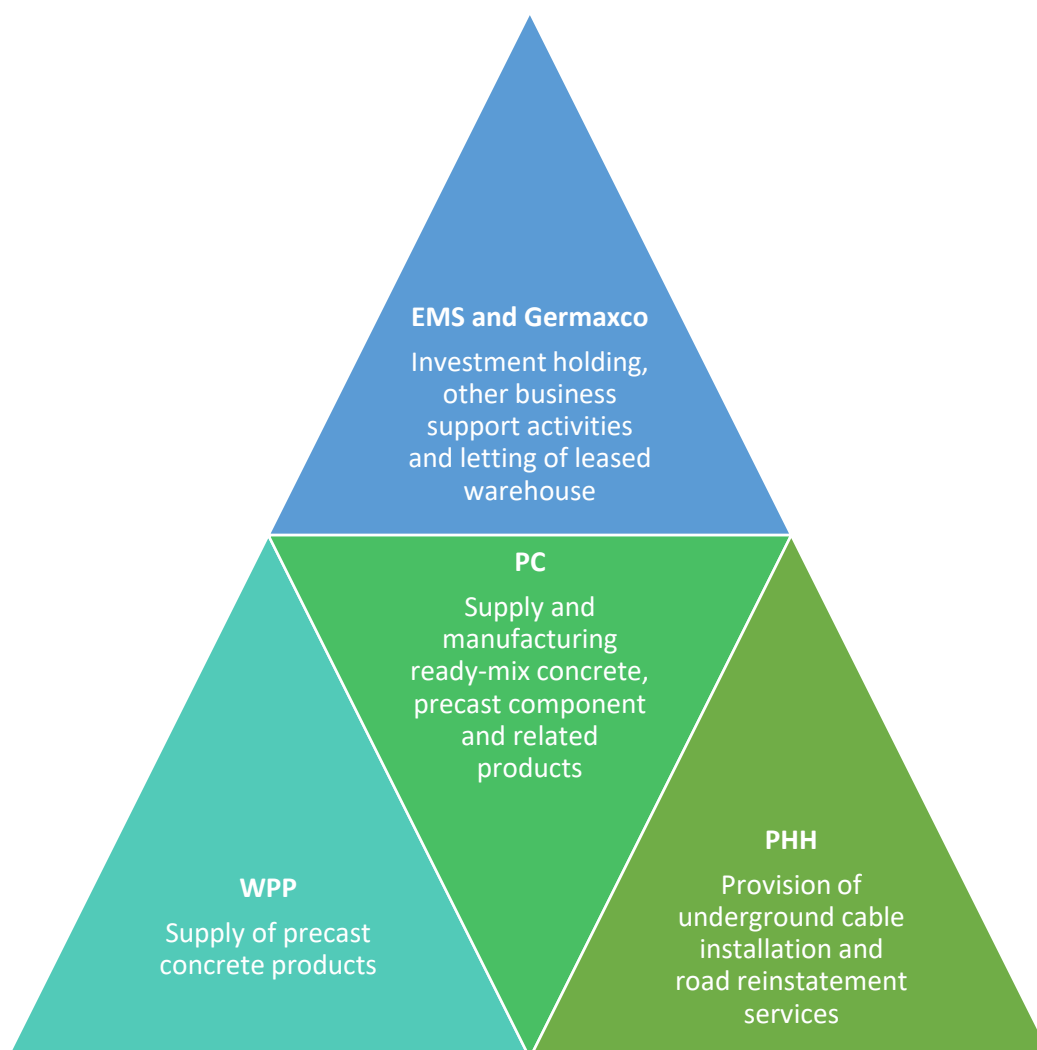 EMS and Germaxco
Investment holding,
other business
support activities
and letting of leased
warehouse
PC
Supply and
manufacturing
ready-mix concrete,
precast component
and related
products
WPP
Supply of precast
concrete products
PHH
Provision of
underground cable
installation and
road reinstatement
services